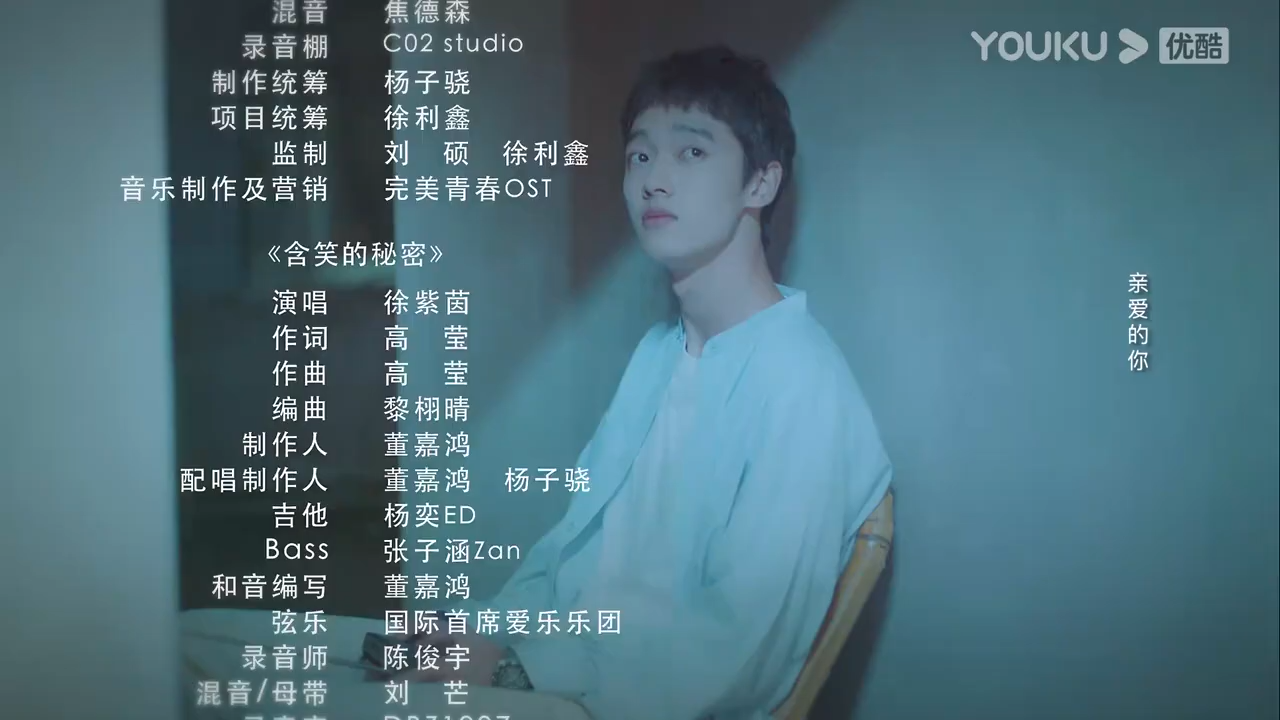 混音 焦德森
录音棚 C02 studio
制作统筹 杨子骁
项目统筹 徐利鑫
监制 刘 硕 徐利鑫
音乐制作及营销 完美青春OST
《含笑的秘密》
演唱 徐紫茵
作词 高 莹
作曲 高 莹
编曲 黎栩晴
制作人 董嘉鸿
配唱制作人 董嘉鸿 杨子骁
吉他 杨奕ED
Bass 张子涵Zan
和音编写 董嘉鸿
弦乐 国际首席爱乐乐团
录音师 陈俊宇
混音/母带 刘 芒
YOUKU 优酷
亲爱的你